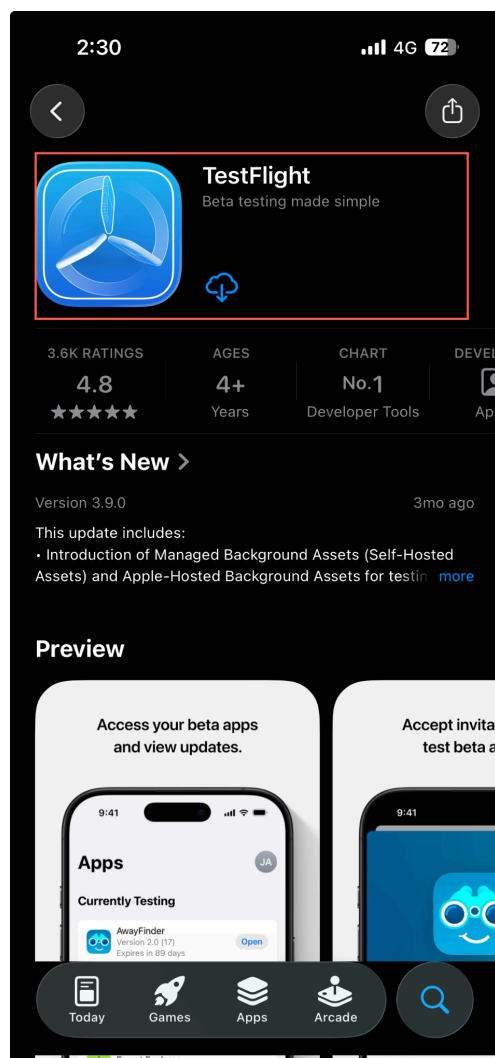 2:30
4G 72
TestFlight
Beta testing made simple
3.6K RATINGS
4.8
AGES
4+
Years
CHART
No.1
Developer Tools
What's New >
Version 3.9.0
3mo ago
This update includes:
• Introduction of Managed Background Assets (Self-Hosted
Assets) and Apple-Hosted Background Assets for testin more
Preview
Access your beta apps
and view updates.
9:41
Apps
JA
Currently Testing
AwayFinder
Version 2.0 (17)
Expires in 89 days
Open
Accept invita
test beta a
9:41
Today
Games
Apps
Arcade